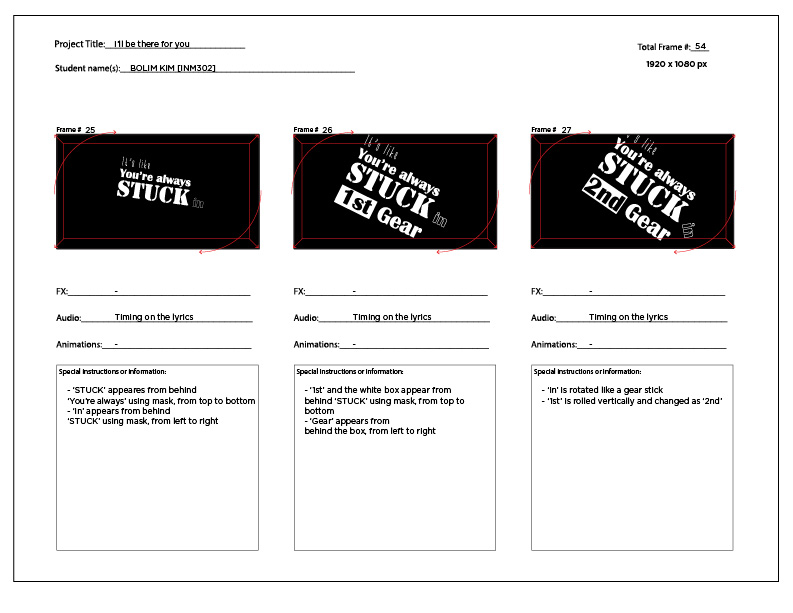 Project Title: I'll be there for you
Total Frame #: 54
Student name(s): BOLIM KIM [INM302]
1920 x 1080 px
Frame # 25
It's like
You're always
STUCK in
Frame # 26
It's like
You're always
STUCK in
1st Gear
Frame # 27
It's like
You're always
STUCK in
2nd Gear
FX: -
Audio: Timing on the lyrics
Animations: -
Special Instructions or Information:
- 'STUCK' appeares from behind
'You're always' using mask, from top to bottom
- 'in' appears from behind
'STUCK' using mask, from left to right
FX: -
Audio: Timing on the lyrics
Animations: -
Special Instructions or Information:
- '1st' and the white box appear from
behind 'STUCK' using mask, from top to
bottom
- 'Gear' appears from
behind the box, from left to right
FX: -
Audio: Timing on the lyrics
Animations: -
Special Instructions or Information:
- 'in' is rotated like a gear stick
- '1st' is rolled vertically and changed as '2nd'